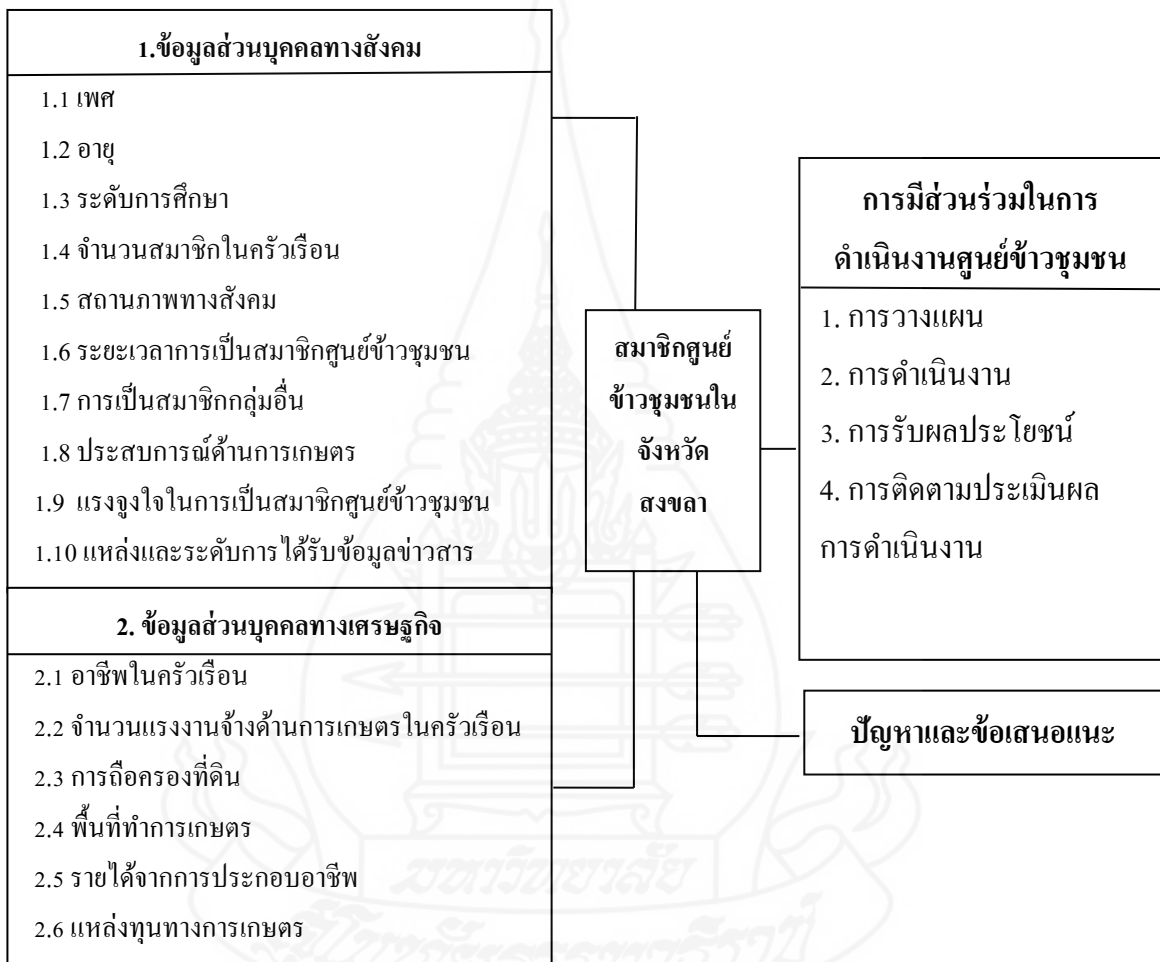 1.ข้อมูลส่วนบุคคลทางสังคม
1.1 เพศ
1.2 อายุ
1.3 ระดับการศึกษา
1.4 จำนวนสมาชิกในครัวเรือน
1.5 สถานภาพทางสังคม
1.6 ระยะเวลาการเป็นสมาชิกศูนย์ข้าวชุมชน
1.7 การเป็นสมาชิกกลุ่มอื่น
1.8 ประสบการณ์ด้านการเกษตร
1.9 แรงจูงใจในการเป็นสมาชิกศูนย์ข้าวชุมชน
1.10 แหล่งและระดับการได้รับข้อมูลข่าวสาร
2. ข้อมูลส่วนบุคคลทางเศรษฐกิจ
2.1 อาชีพในครัวเรือน
2.2 จำนวนแรงงานจ้างด้านการเกษตรในครัวเรือน
2.3 การถือครองที่ดิน
2.4 พื้นที่ทำการเกษตร
2.5 รายได้จากการประกอบอาชีพ
2.6 แหล่งทุนทางการเกษตร
สมาชิกศูนย์
ข้าวชุมชนใน
จังหวัด
สงขลา
การมีส่วนร่วมในการ
ดำเนินงานศูนย์ข้าวชุมชน
1. การวางแผน
2. การดำเนินงาน
3. การรับผลประโยชน์
4. การติดตามประเมินผล
การดำเนินงาน
ปัญหาและข้อเสนอแนะ
มหาวิทยาลัย